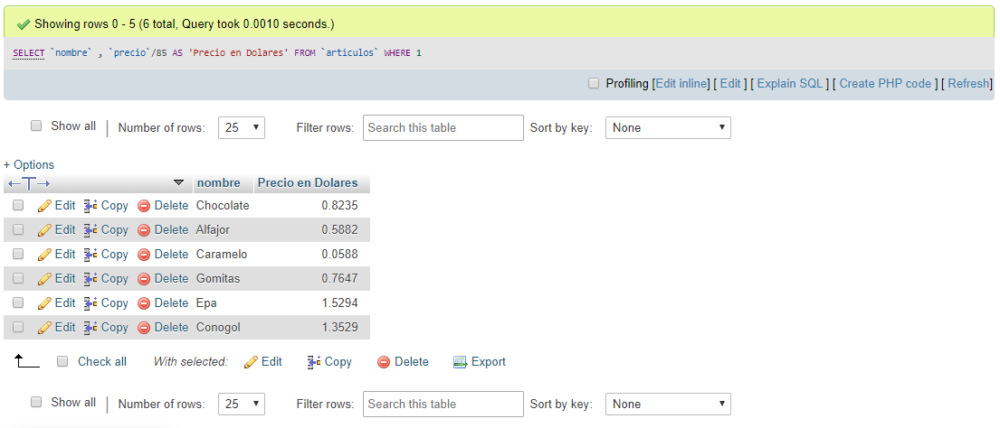 Showing rows 0 - 5 (6 total, Query took 0.0010 seconds.)
SELECT `nombre` , `precio`/85 AS 'Precio en Dolares' FROM `articulos` WHERE 1
Profiling [Edit inline] [ Edit ] [ Explain SQL ] [ Create PHP code ] [ Refresh]
Show all | Number of rows: 25 Filter rows: Search this table Sort by key: None
+ Options
nombre Precio en Dolares
Edit Copy Delete Chocolate 0.8235
Edit Copy Delete Alfajor 0.5882
Edit Copy Delete Caramelo 0.0588
Edit Copy Delete Gomitas 0.7647
Edit Copy Delete Epa 1.5294
Edit Copy Delete Conogol 1.3529
Check all With selected: Edit Copy Delete Export
Show all | Number of rows: 25 Filter rows: Search this table Sort by key: None